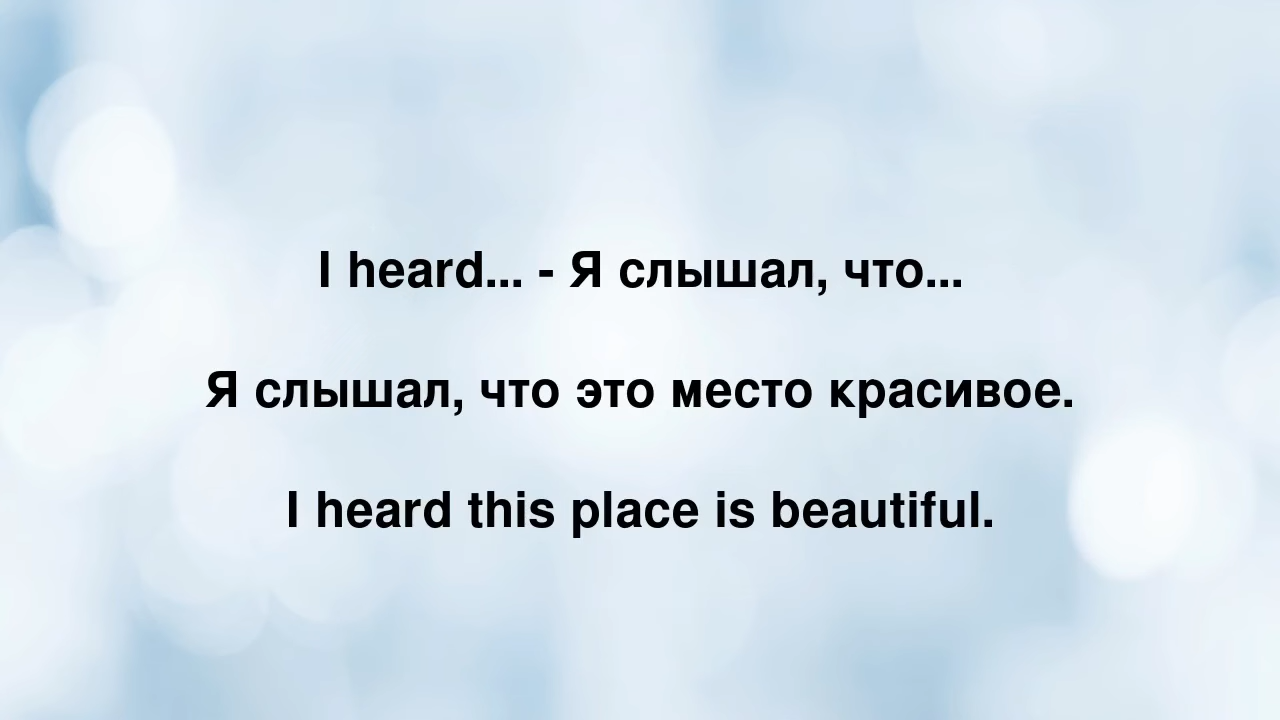 I heard... - Я слышал, что...
Я слышал, что это место красивое.
I heard this place is beautiful.